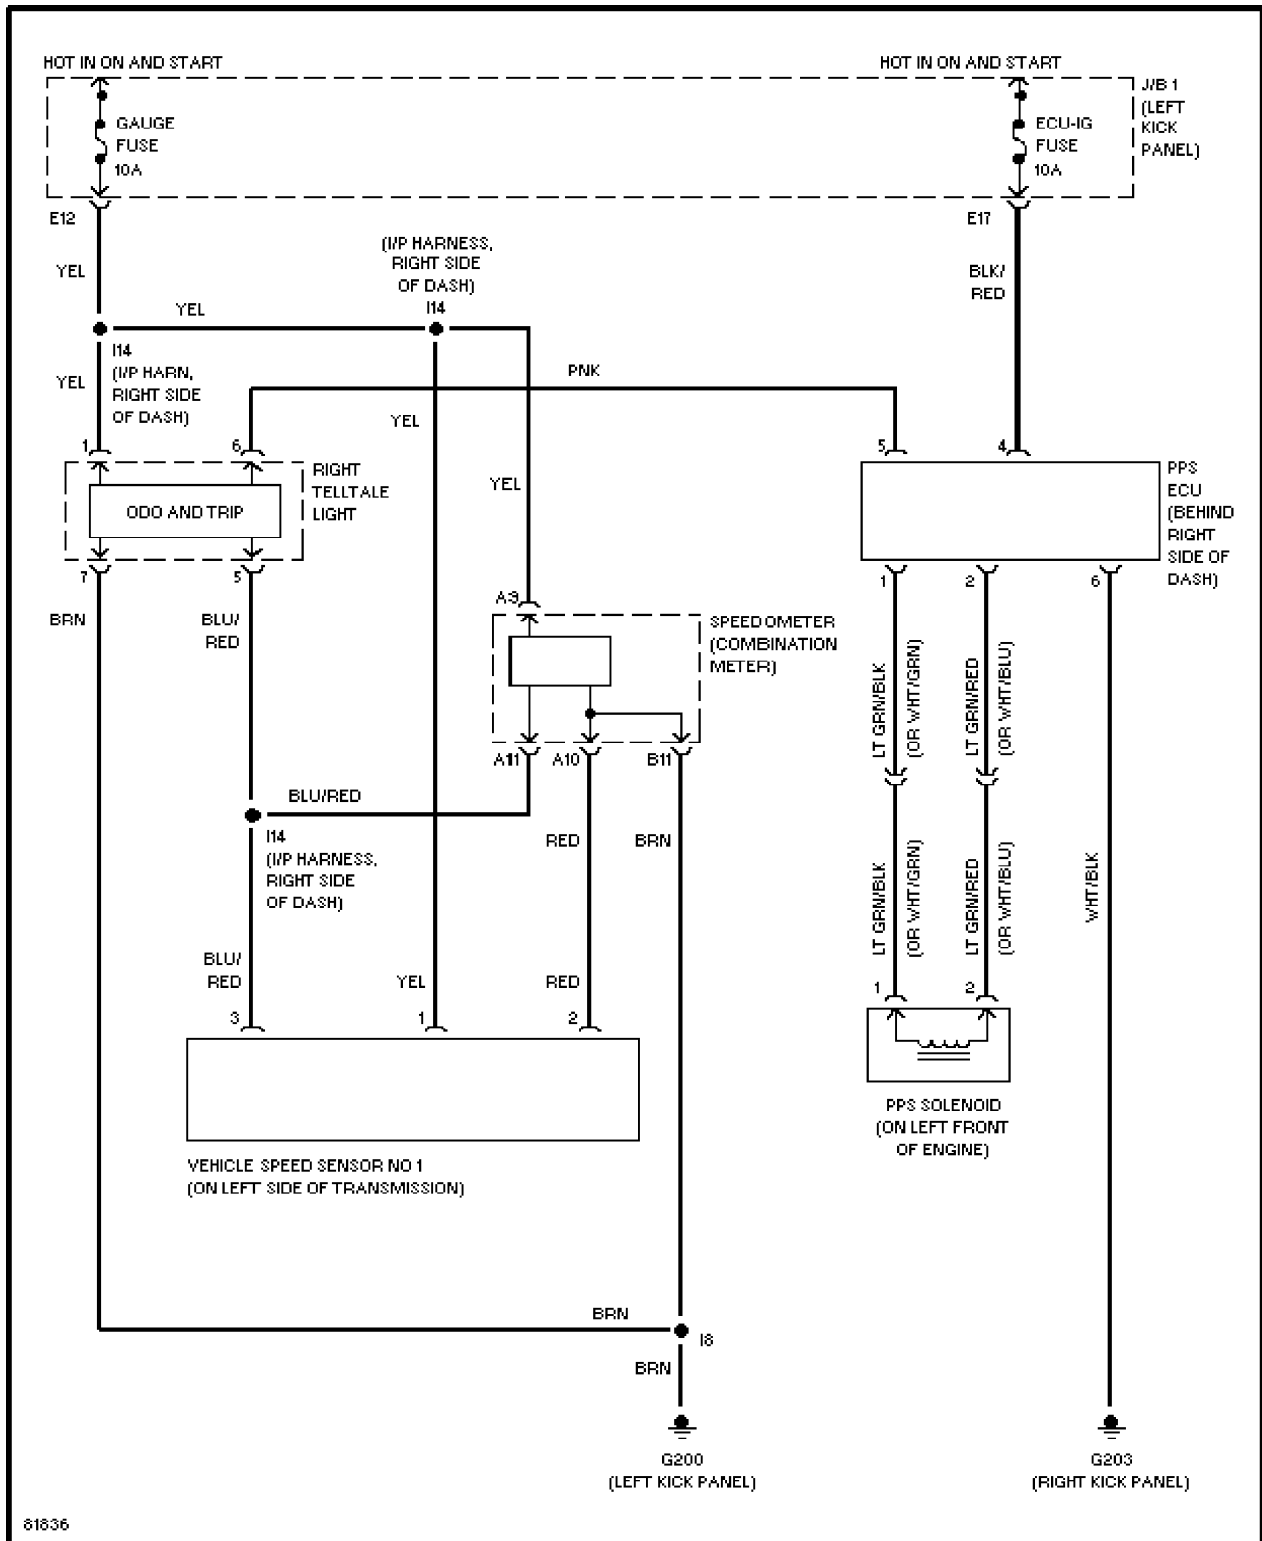 HOT IN ON AND START
HOT IN ON AND START
GAUGE
FUSE
10A
ECU-IG
FUSE
10A
J/B 1
(LEFT
KICK
PANEL)
E12
E17
YEL
(I/P HARNESS,
RIGHT SIDE
OF DASH)
I14
BLK/
RED
YEL
I14
(I/P HARN,
RIGHT SIDE
OF DASH)
YEL
PNK
YEL
1
6
5
4
RIGHT
TELLTALE
LIGHT
ODO AND TRIP
YEL
PPS
ECU
(BEHIND
RIGHT
SIDE OF
DASH)
7
5
1
2
6
BRN
BLU/
RED
A9
SPEEDOMETER
(COMBINATION
METER)
LT GRN/BLK
(OR WHT/GRN)
LT GRN/RED
(OR WHT/BLU)
A11
A10
B11
BLU/RED
I14
(I/P HARNESS,
RIGHT SIDE
OF DASH)
RED
BRN
LT GRN/BLK
(OR WHT/GRN)
LT GRN/RED
(OR WHT/BLU)
WHT/BLK
BLU/
RED
YEL
RED
3
1
2
1
2
PPS SOLENOID
(ON LEFT FRONT
OF ENGINE)
VEHICLE SPEED SENSOR NO 1
(ON LEFT SIDE OF TRANSMISSION)
BRN
I8
BRN
G200
(LEFT KICK PANEL)
G203
(RIGHT KICK PANEL)
81836